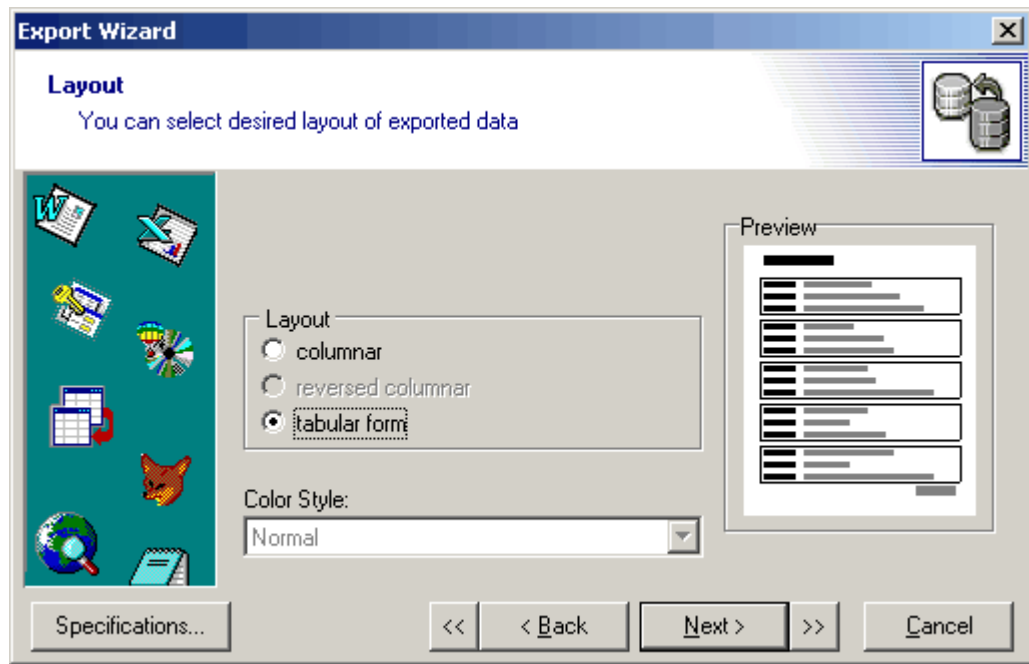 Export Wizard
Layout
You can select desired layout of exported data
Preview
Layout
columnar
reversed columnar
tabular form
Color Style:
Normal
Specifications...
<<
< Back
Next >
>>
Cancel